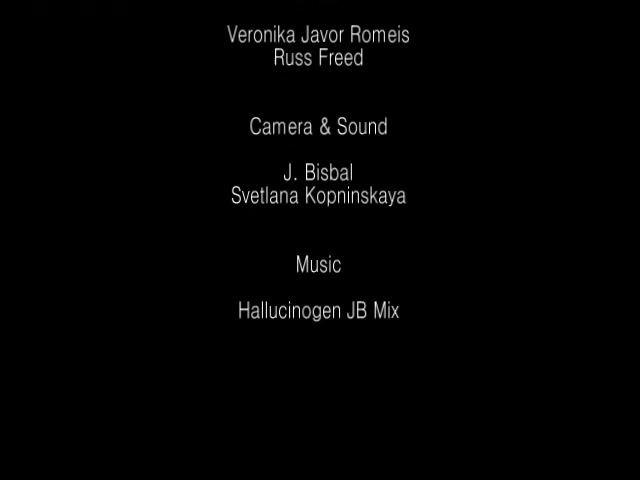 Veronika Javor Romeis
Russ Freed
Camera & Sound
J. Bisbal
Svetlana Kopninskaya
Music
Hallucinogen JB Mix